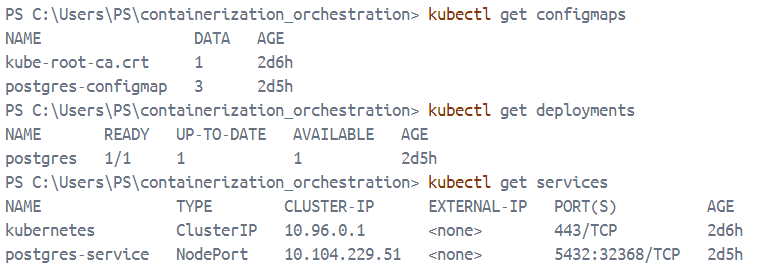 PS C:\Users\PS\containerization_orchestration> kubectl get configmaps
NAME DATA AGE
kube-root-ca.crt 1 2d6h
postgres-configmap 3 2d5h
PS C:\Users\PS\containerization_orchestration> kubectl get deployments
NAME READY UP-TO-DATE AVAILABLE AGE
postgres 1/1 1 1 2d5h
PS C:\Users\PS\containerization_orchestration> kubectl get services
NAME TYPE CLUSTER-IP EXTERNAL-IP PORT(S) AGE
kubernetes ClusterIP 10.96.0.1 <none> 443/TCP 2d6h
postgres-service NodePort 10.104.229.51 <none> 5432:32368/TCP 2d5h